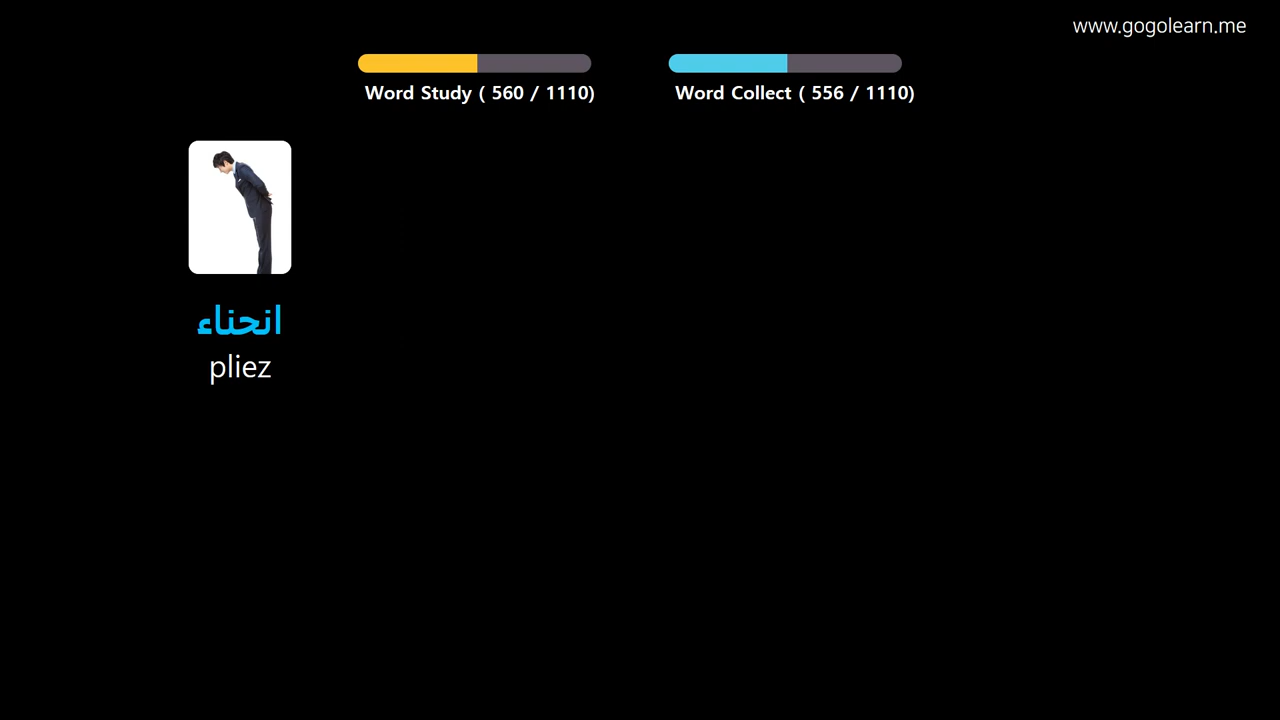 www.gogolearn.me
Word Study ( 560 / 1110)
Word Collect ( 556 / 1110)
انحناء
pliez